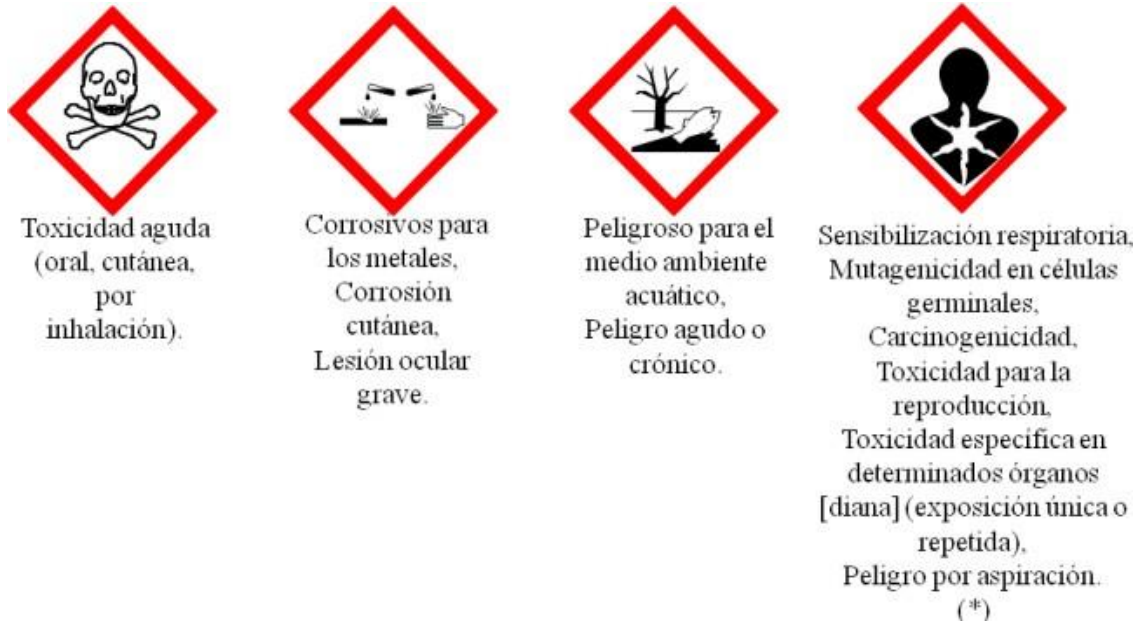 Toxicidad aguda
(oral, cutánea,
por
inhalación).
Corrosivos para
los metales,
Corrosión
cutánea,
Lesión ocular
grave.
Peligroso para el
medio ambiente
acuático,
Peligro agudo o
crónico.
Sensibilización respiratoria,
Mutagenicidad en células
germinales,
Carcinogenicidad,
Toxicidad para la
reproducción,
Toxicidad específica en
determinados órganos
[diana] (exposición única o
repetida),
Peligro por aspiración.
(*)